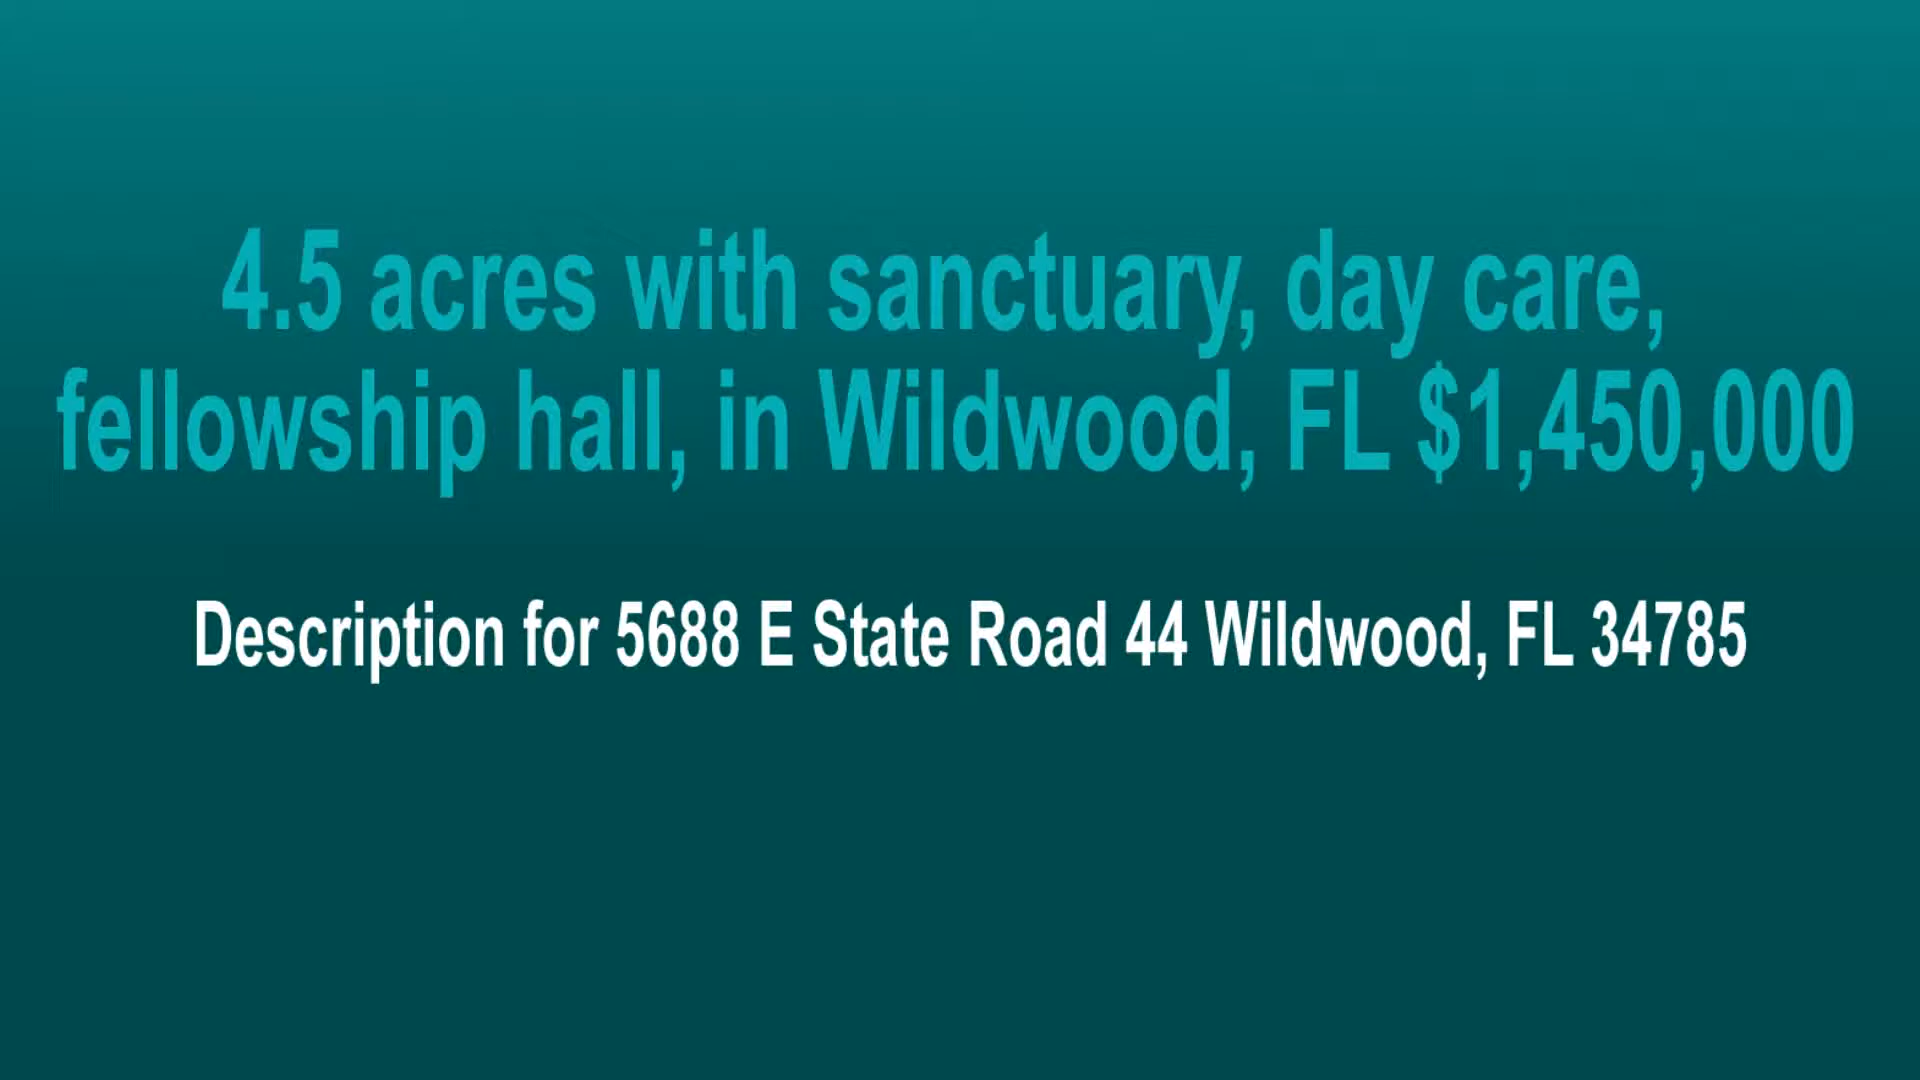 4.5 acres with sanctuary, day care,
fellowship hall, in Wildwood, FL $1,450,000
Description for 5688 E State Road 44 Wildwood, FL 34785